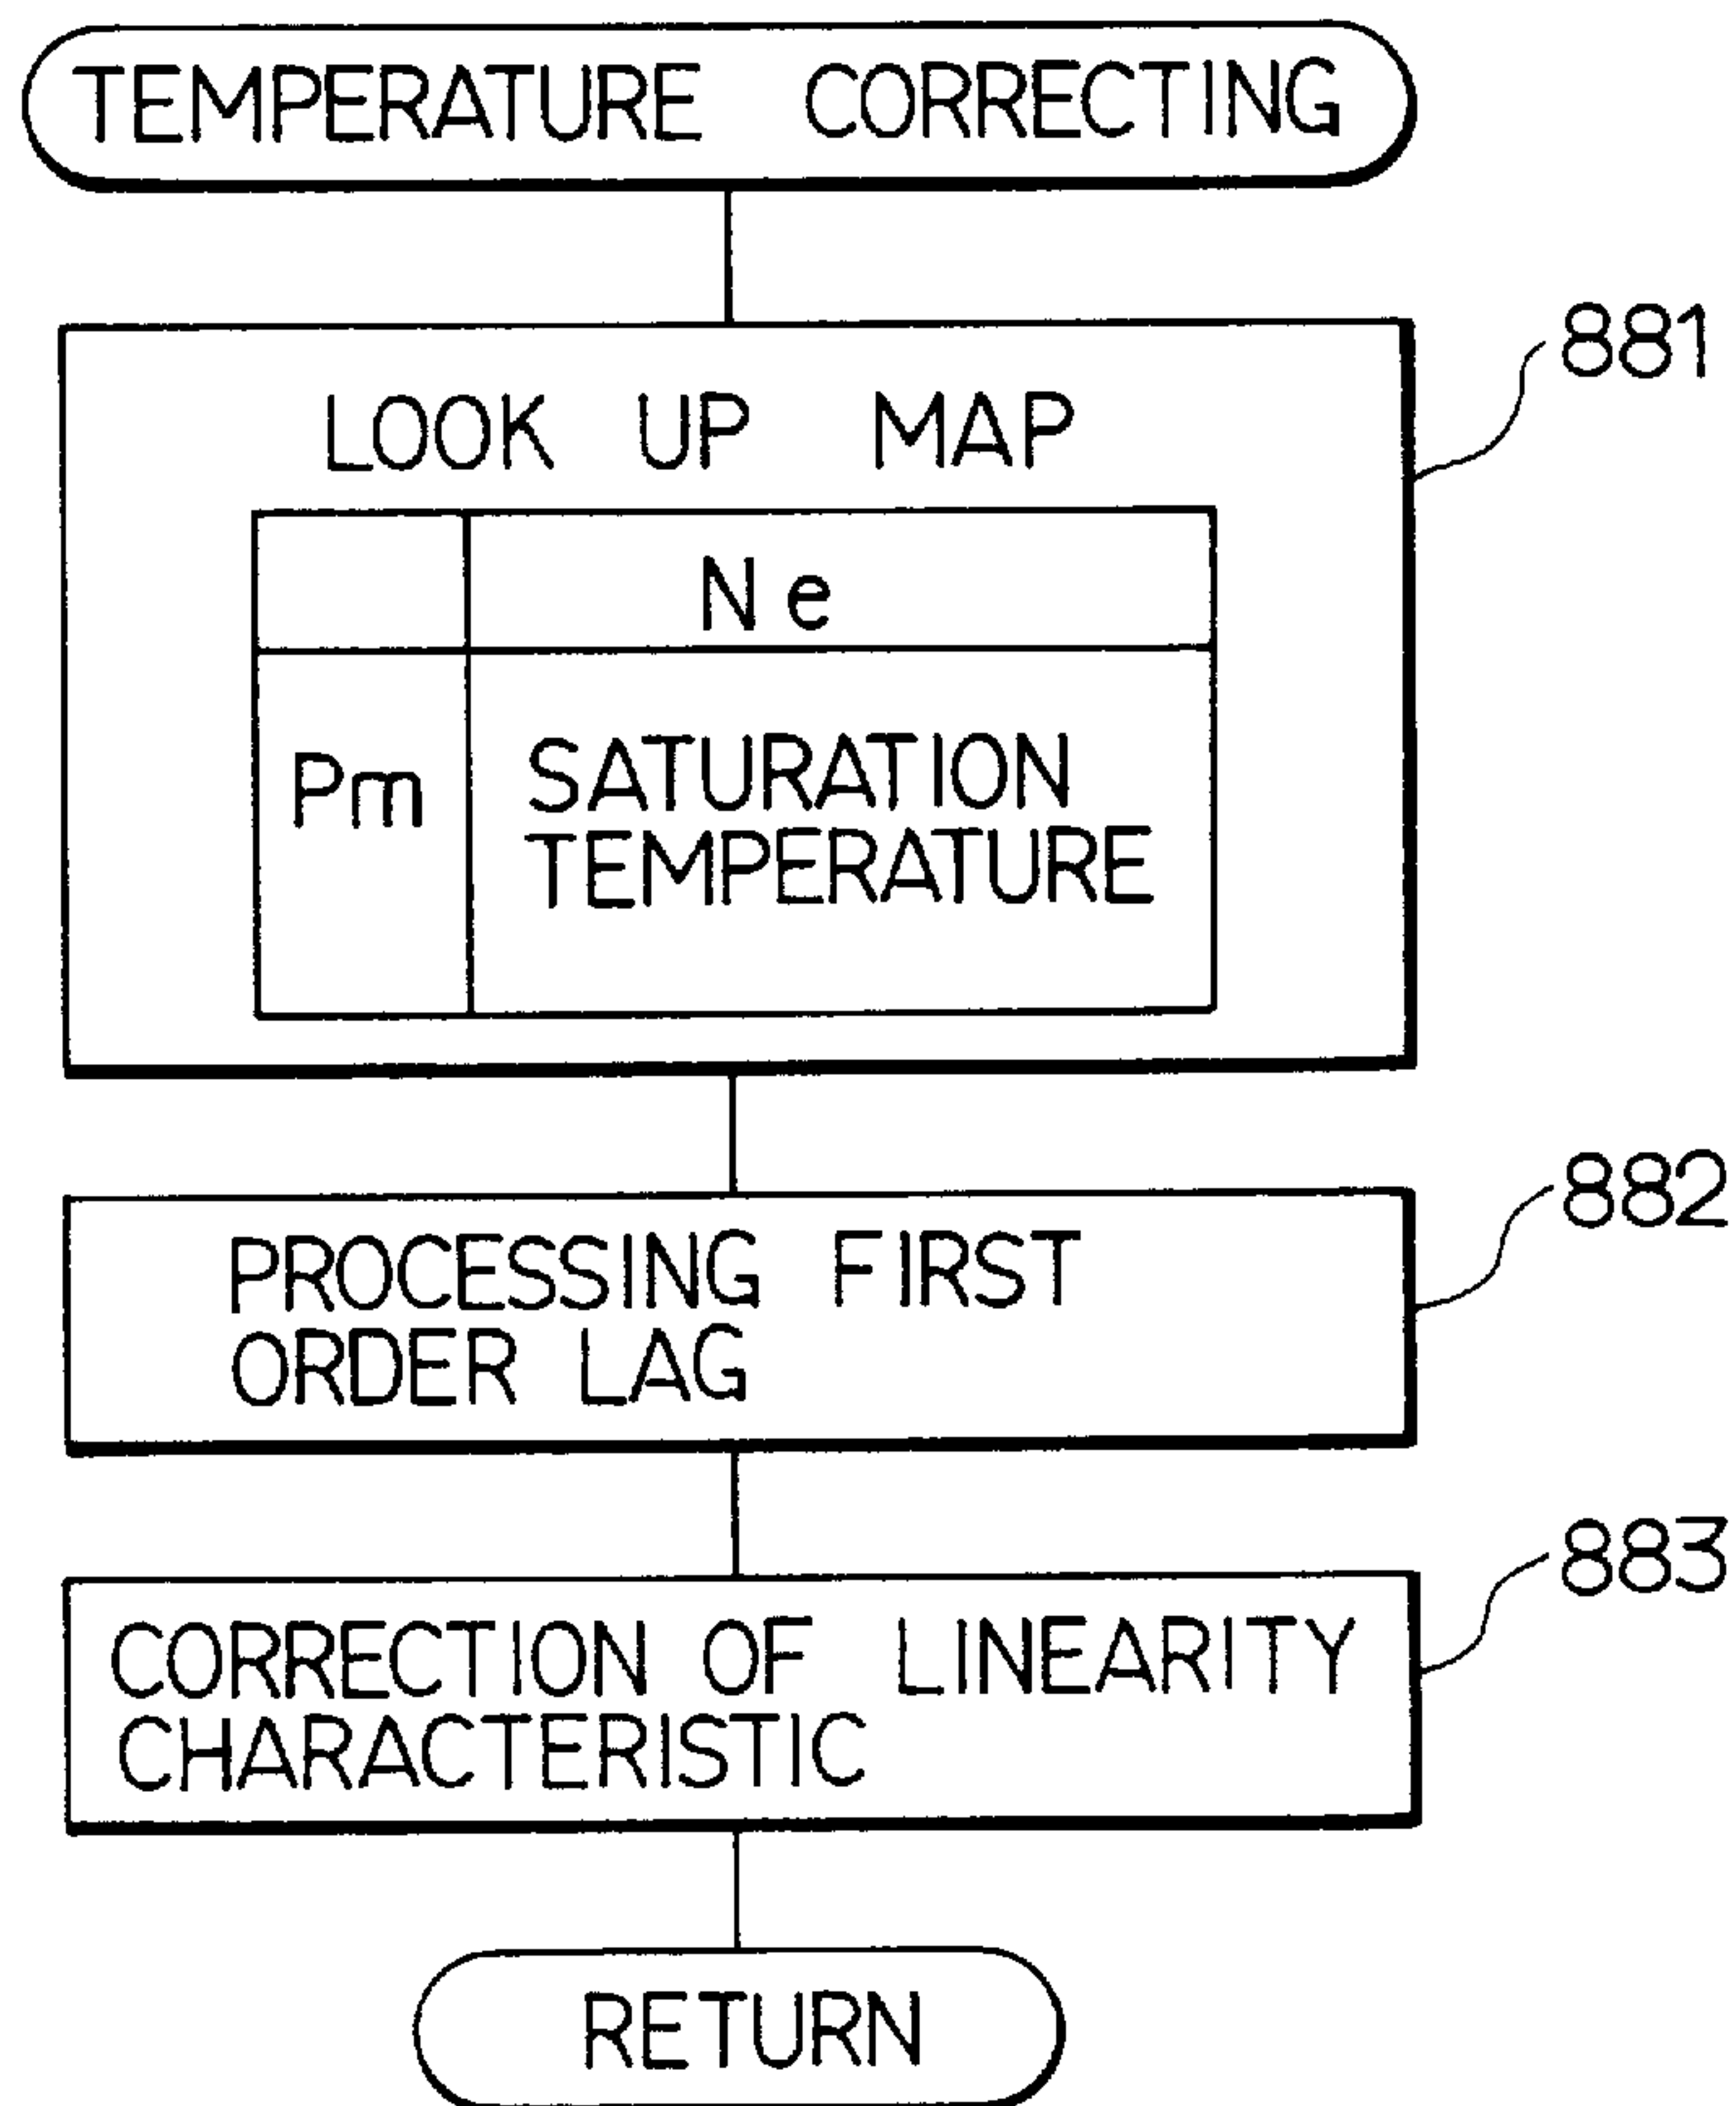 TEMPERATURE CORRECTING
881
LOOK UP MAP
Ne
Pm
SATURATION
TEMPERATURE
882
PROCESSING FIRST
ORDER LAG
883
CORRECTION OF LINEARITY
CHARACTERISTIC
RETURN